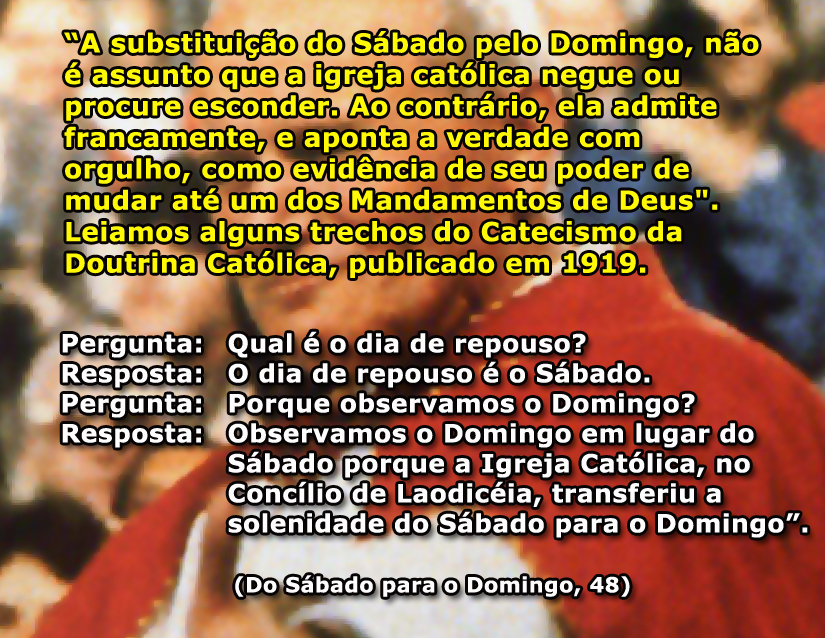 “A substituição do Sábado pelo Domingo, não
é assunto que a igreja católica negue ou
procure esconder. Ao contrário, ela admite
francamente, e aponta a verdade com
orgulho, como evidência de seu poder de
mudar até um dos Mandamentos de Deus".
Leiamos alguns trechos do Catecismo da
Doutrina Católica, publicado em 1919.
Pergunta: Qual é o dia de repouso?
Resposta: O dia de repouso é o Sábado.
Pergunta: Porque observamos o Domingo?
Resposta: Observamos o Domingo em lugar do
Sábado porque a Igreja Católica, no
Concílio de Laodicéia, transferiu a
solenidade do Sábado para o Domingo”.
(Do Sábado para o Domingo, 48)